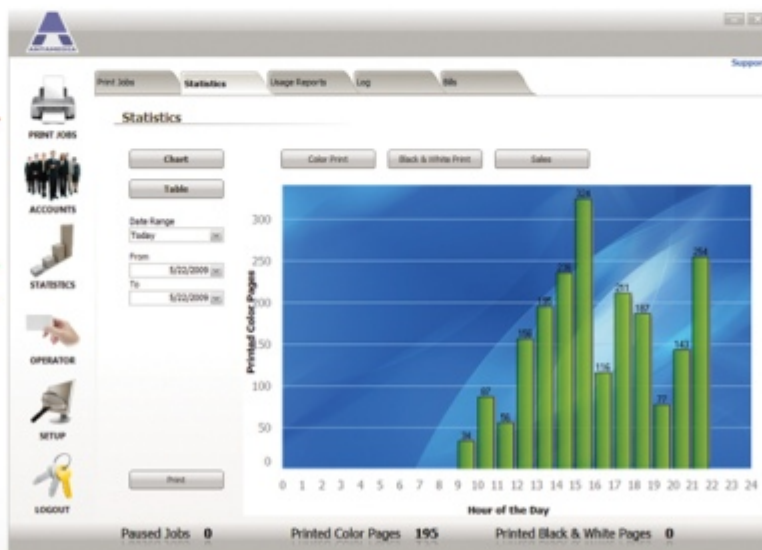 ANTAMEDIA
Support
Print Jobs
Statistics
Usage Reports
Log
Bills
PRINT JOBS
ACCOUNTS
STATISTICS
OPERATOR
SETUP
LOGOUT
Statistics
Chart
Table
Date Range
Today
From
5/22/2009
To
5/22/2009
Print
Color Print
Black & White Print
Sales
Printed Color Pages
300
250
200
150
100
50
0
34
87
56
156
195
236
324
116
211
187
77
143
254
0 1 2 3 4 5 6 7 8 9 10 11 12 13 14 15 16 17 18 19 20 21 22 23 24
Hour of the Day
Paused Jobs 0
Printed Color Pages 195
Printed Black & White Pages 0